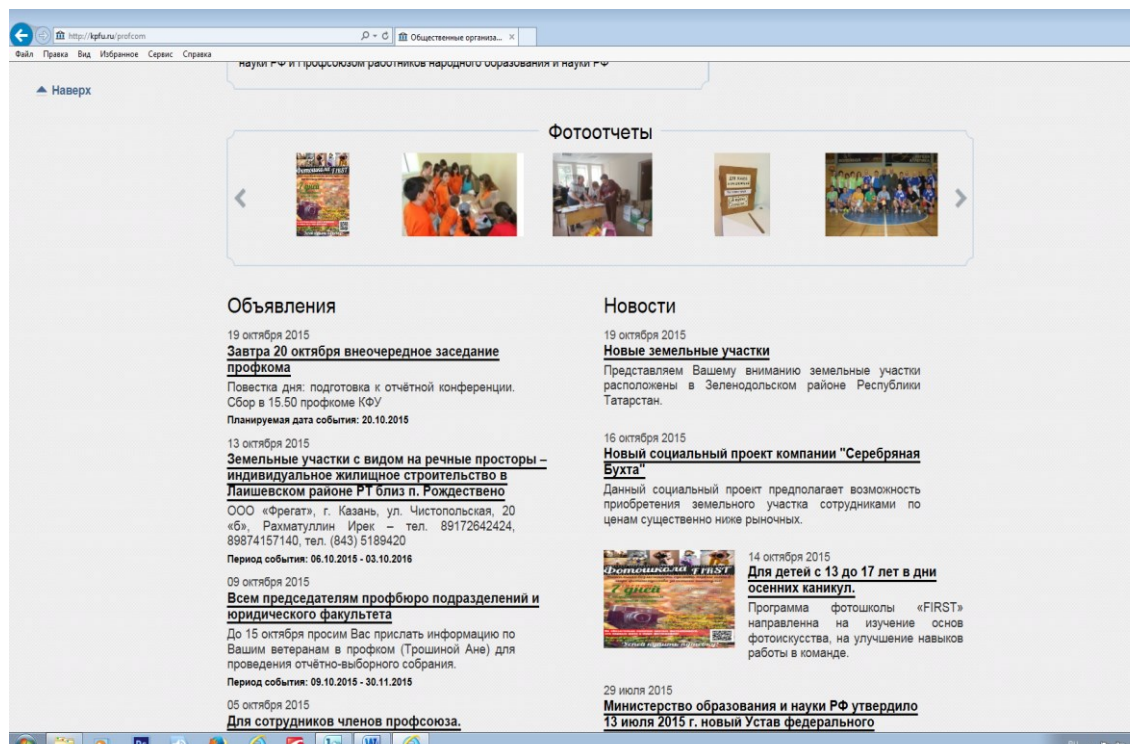 http://kpfu.ru/profcom
Общественные организа...
Файл Правка Вид Избранное Сервис Справка
науки РФ и Профсоюзом работников народного образования и науки РФ
Наверх
Фотоотчеты
Объявления
19 октября 2015
Завтра 20 октября внеочередное заседание
профкома
Повестка дня: подготовка к отчётной конференции.
Сбор в 15.50 профкоме КФУ
Планируемая дата события: 20.10.2015
13 октября 2015
Земельные участки с видом на речные просторы –
индивидуальное жилищное строительство в
Лаишевском районе РТ близ п. Рождествено
ООО «Фрегат», г. Казань, ул. Чистопольская, 20
«б», Рахматуллин Ирек – тел. 89172642424,
89874157140, тел. (843) 5189420
Период события: 06.10.2015 - 03.10.2016
09 октября 2015
Всем председателям профбюро подразделений и
юридического факультета
До 15 октября просим Вас прислать информацию по
Вашим ветеранам в профком (Трошиной Ане) для
проведения отчётно-выборного собрания.
Период события: 09.10.2015 - 30.11.2015
05 октября 2015
Для сотрудников членов профсоюза.
Новости
19 октября 2015
Новые земельные участки
Представляем Вашему вниманию земельные участки
расположены в Зеленодольском районе Республики
Татарстан.
16 октября 2015
Новый социальный проект компании "Серебряная
Бухта"
Данный социальный проект предполагает возможность
приобретения земельного участка сотрудниками по
ценам существенно ниже рыночных.
Фотошкола FIRST
7 дней
14 октября 2015
Для детей с 13 до 17 лет в дни
осенних каникул.
Программа фотошколы «FIRST»
направленна на изучение основ
фотоискусства, на улучшение навыков
работы в команде.
29 июля 2015
Министерство образования и науки РФ утвердило
13 июля 2015 г. новый Устав федерального